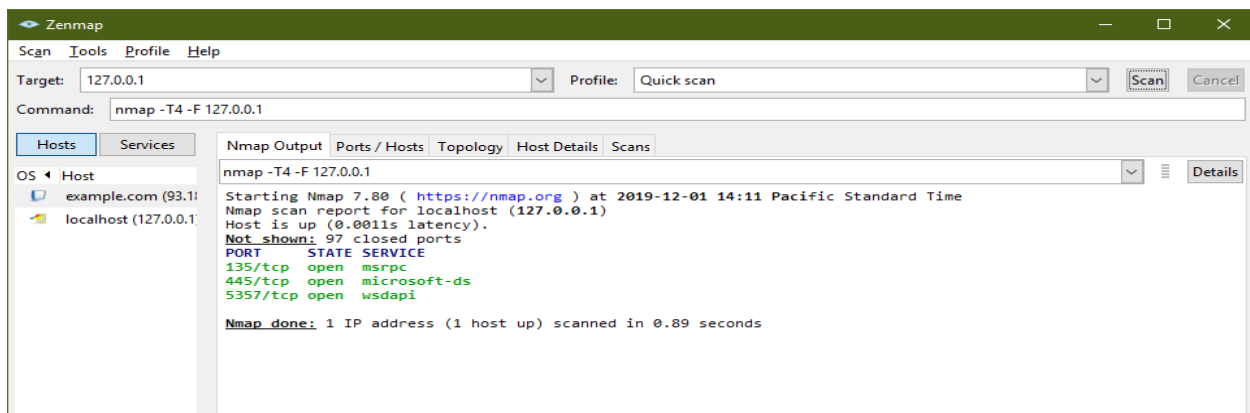 Zenmap
Scan Tools Profile Help
Target: 127.0.0.1 Profile: Quick scan Scan Cancel
Command: nmap -T4 -F 127.0.0.1
Hosts Services Nmap Output Ports / Hosts Topology Host Details Scans
OS Host nmap -T4 -F 127.0.0.1 Details
example.com (93.18
localhost (127.0.0.1
Starting Nmap 7.80 ( https://nmap.org ) at 2019-12-01 14:11 Pacific Standard Time
Nmap scan report for localhost (127.0.0.1)
Host is up (0.0011s latency).
Not shown: 97 closed ports
PORT STATE SERVICE
135/tcp open msrpc
445/tcp open microsoft-ds
5357/tcp open wsdapi
Nmap done: 1 IP address (1 host up) scanned in 0.89 seconds